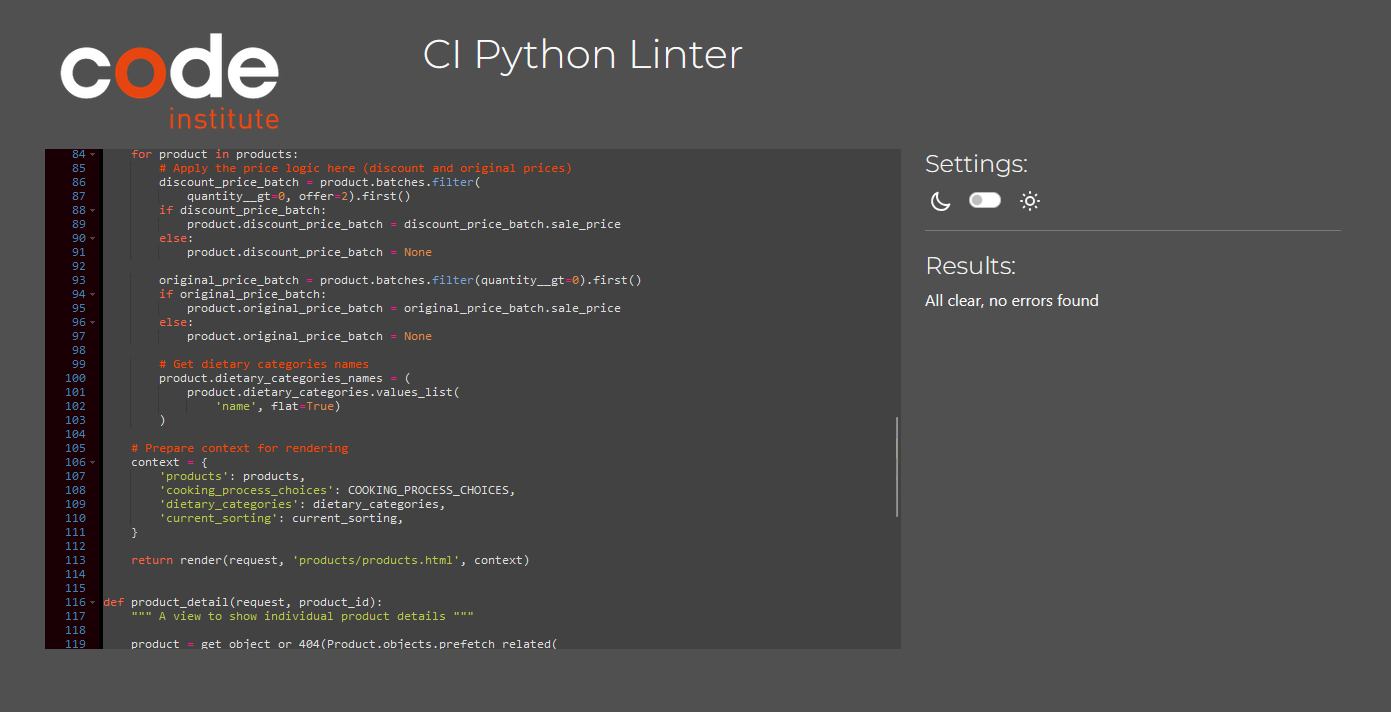 code
institute
CI Python Linter
84 for product in products:
85 # Apply the price logic here (discount and original prices)
86 discount_price_batch = product.batches.filter(
87 quantity__gt=0, offer=2).first()
88 if discount_price_batch:
89 product.discount_price_batch = discount_price_batch.sale_price
90 else:
91 product.discount_price_batch = None
92
93 original_price_batch = product.batches.filter(quantity__gt=0).first()
94 if original_price_batch:
95 product.original_price_batch = original_price_batch.sale_price
96 else:
97 product.original_price_batch = None
98
99 # Get dietary categories names
100 product.dietary_categories_names = (
101 product.dietary_categories.values_list(
102 'name', flat=True)
103 )
104
105 # Prepare context for rendering
106 context = {
107 'products': products,
108 'cooking_process_choices': COOKING_PROCESS_CHOICES,
109 'dietary_categories': dietary_categories,
110 'current_sorting': current_sorting,
111 }
112
113 return render(request, 'products/products.html', context)
114
115
116 def product_detail(request, product_id):
117 """ A view to show individual product details """
118
119 product = get_object_or_404(Product.objects.prefetch_related(
Settings:
Results:
All clear, no errors found